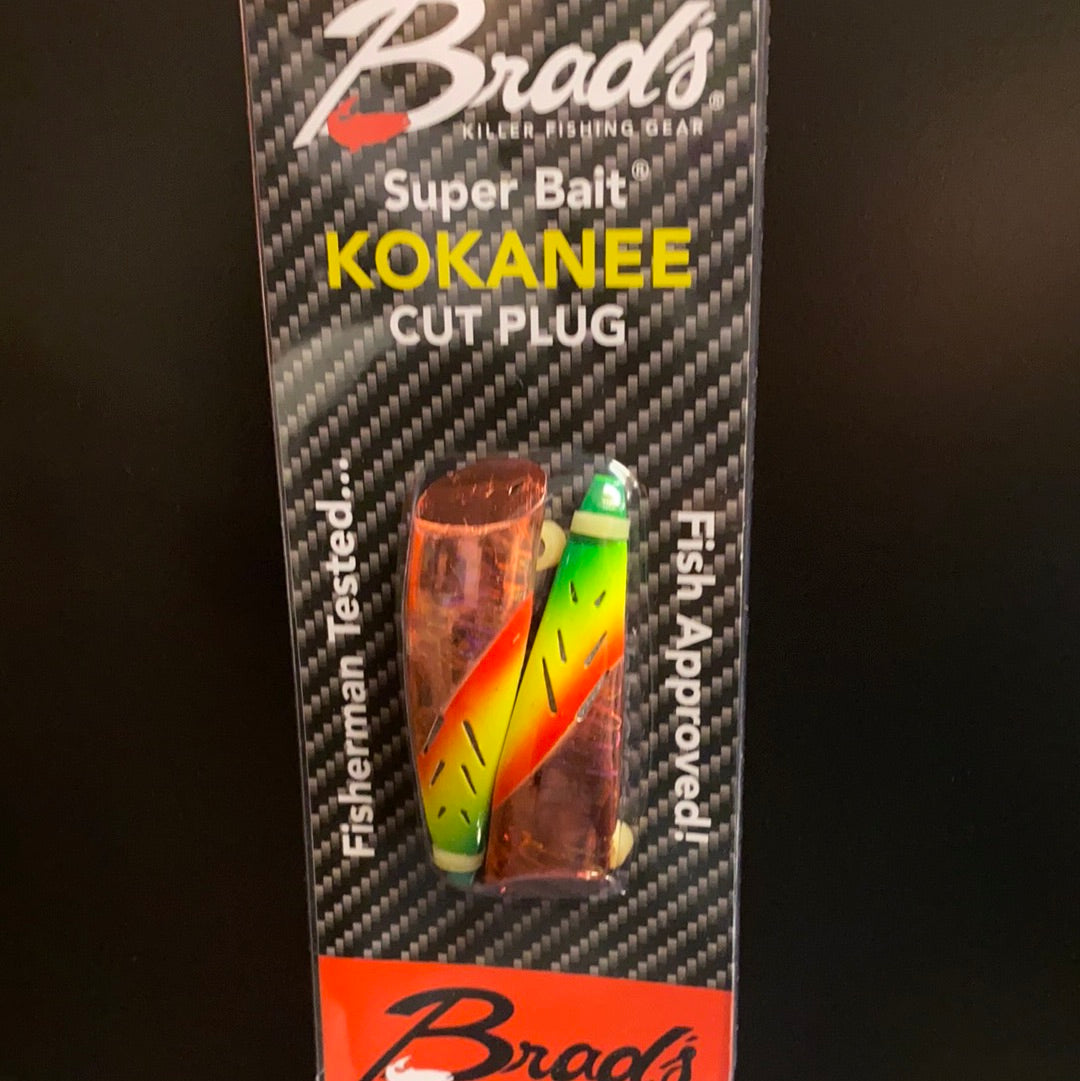 Brad's®
KILLER FISHING GEAR
Super Bait®
KOKANEE
CUT PLUG
Fisherman Tested...
Fish Approved!
Brad's